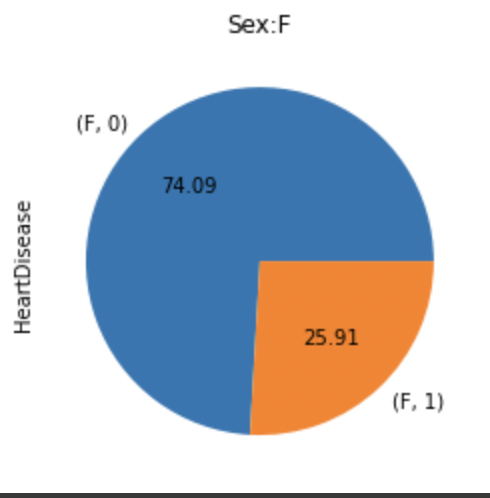 Sex:F
(F, 0)
74.09
HeartDisease
25.91
(F, 1)